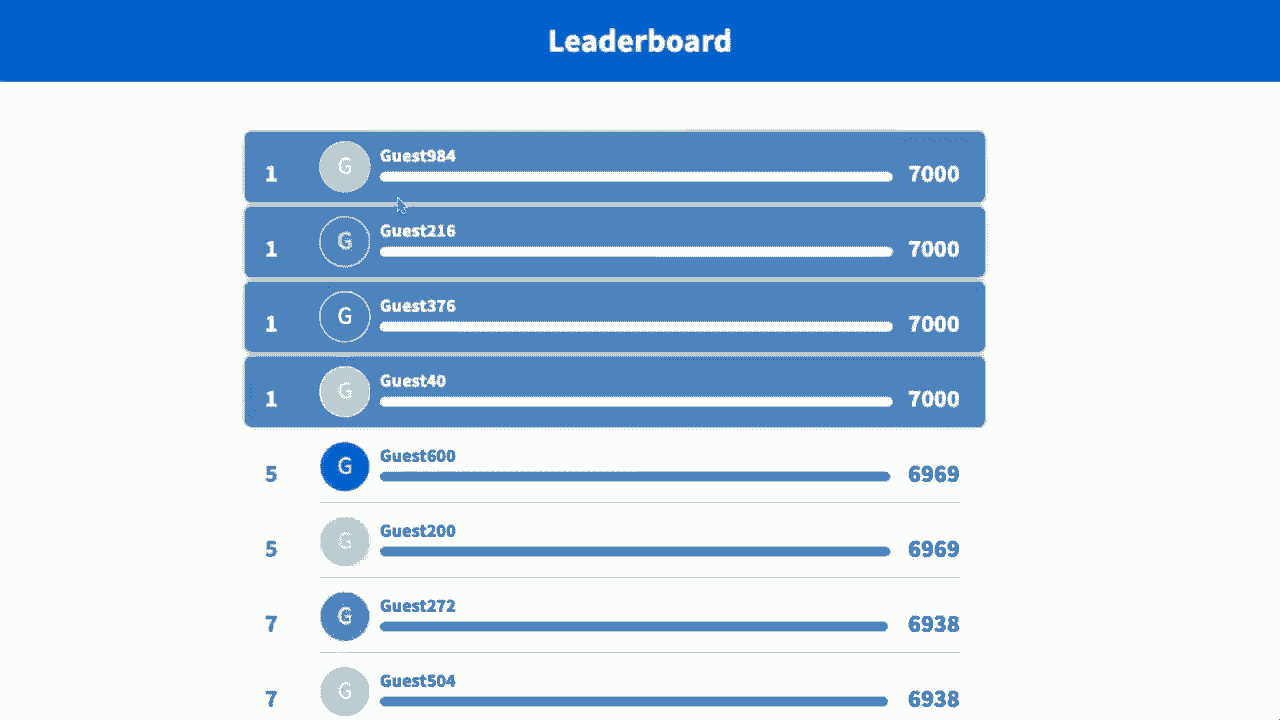 Leaderboard
1 G Guest984 7000
1 G Guest216 7000
1 G Guest376 7000
1 G Guest40 7000
5 G Guest600 6969
5 G Guest200 6969
7 G Guest272 6938
7 G Guest504 6938